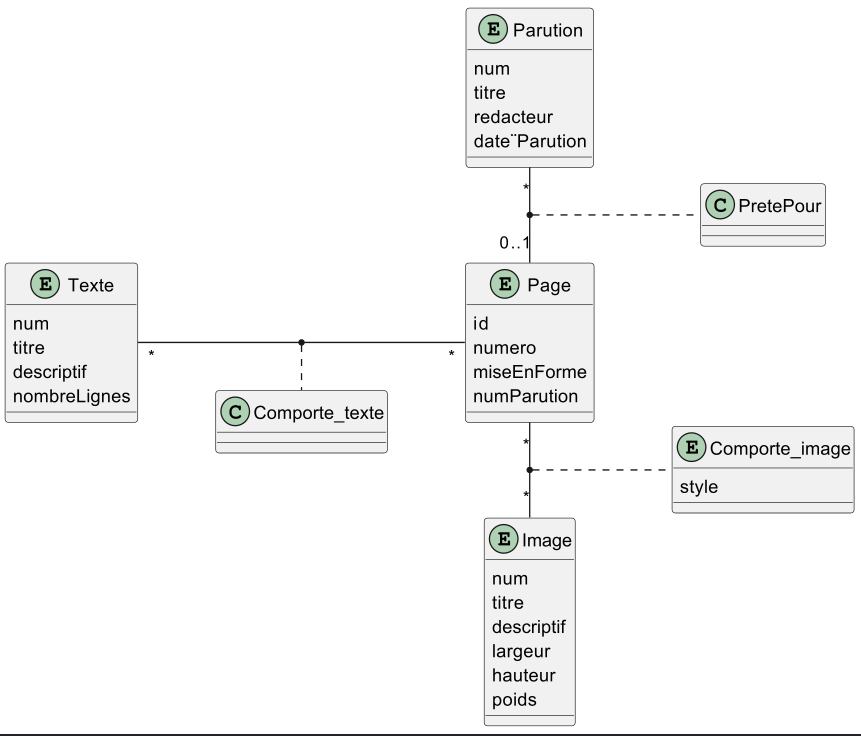 E Parution
num
titre
redacteur
date¨Parution
*
C PretePour
0..1
E Texte
num
titre
descriptif
nombreLignes
*
*
E Page
id
numero
miseEnForme
numParution
C Comporte_texte
*
E Comporte_image
style
*
E Image
num
titre
descriptif
largeur
hauteur
poids